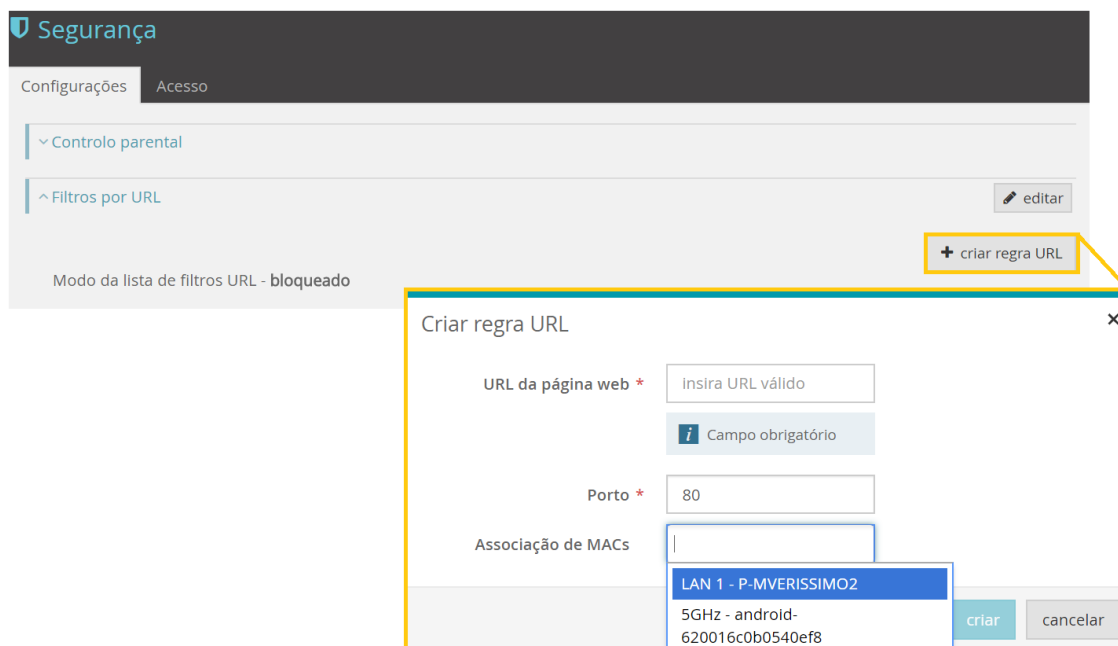 Segurança
Configurações Acesso
Controlo parental
Filtros por URL editar
+ criar regra URL
Modo da lista de filtros URL - bloqueado
Criar regra URL ×
URL da página web * insira URL válido
i Campo obrigatório
Porto * 80
Associação de MACs
LAN 1 - P-MVERISSIMO2
5GHz - android-
620016c0b0540ef8
criar cancelar